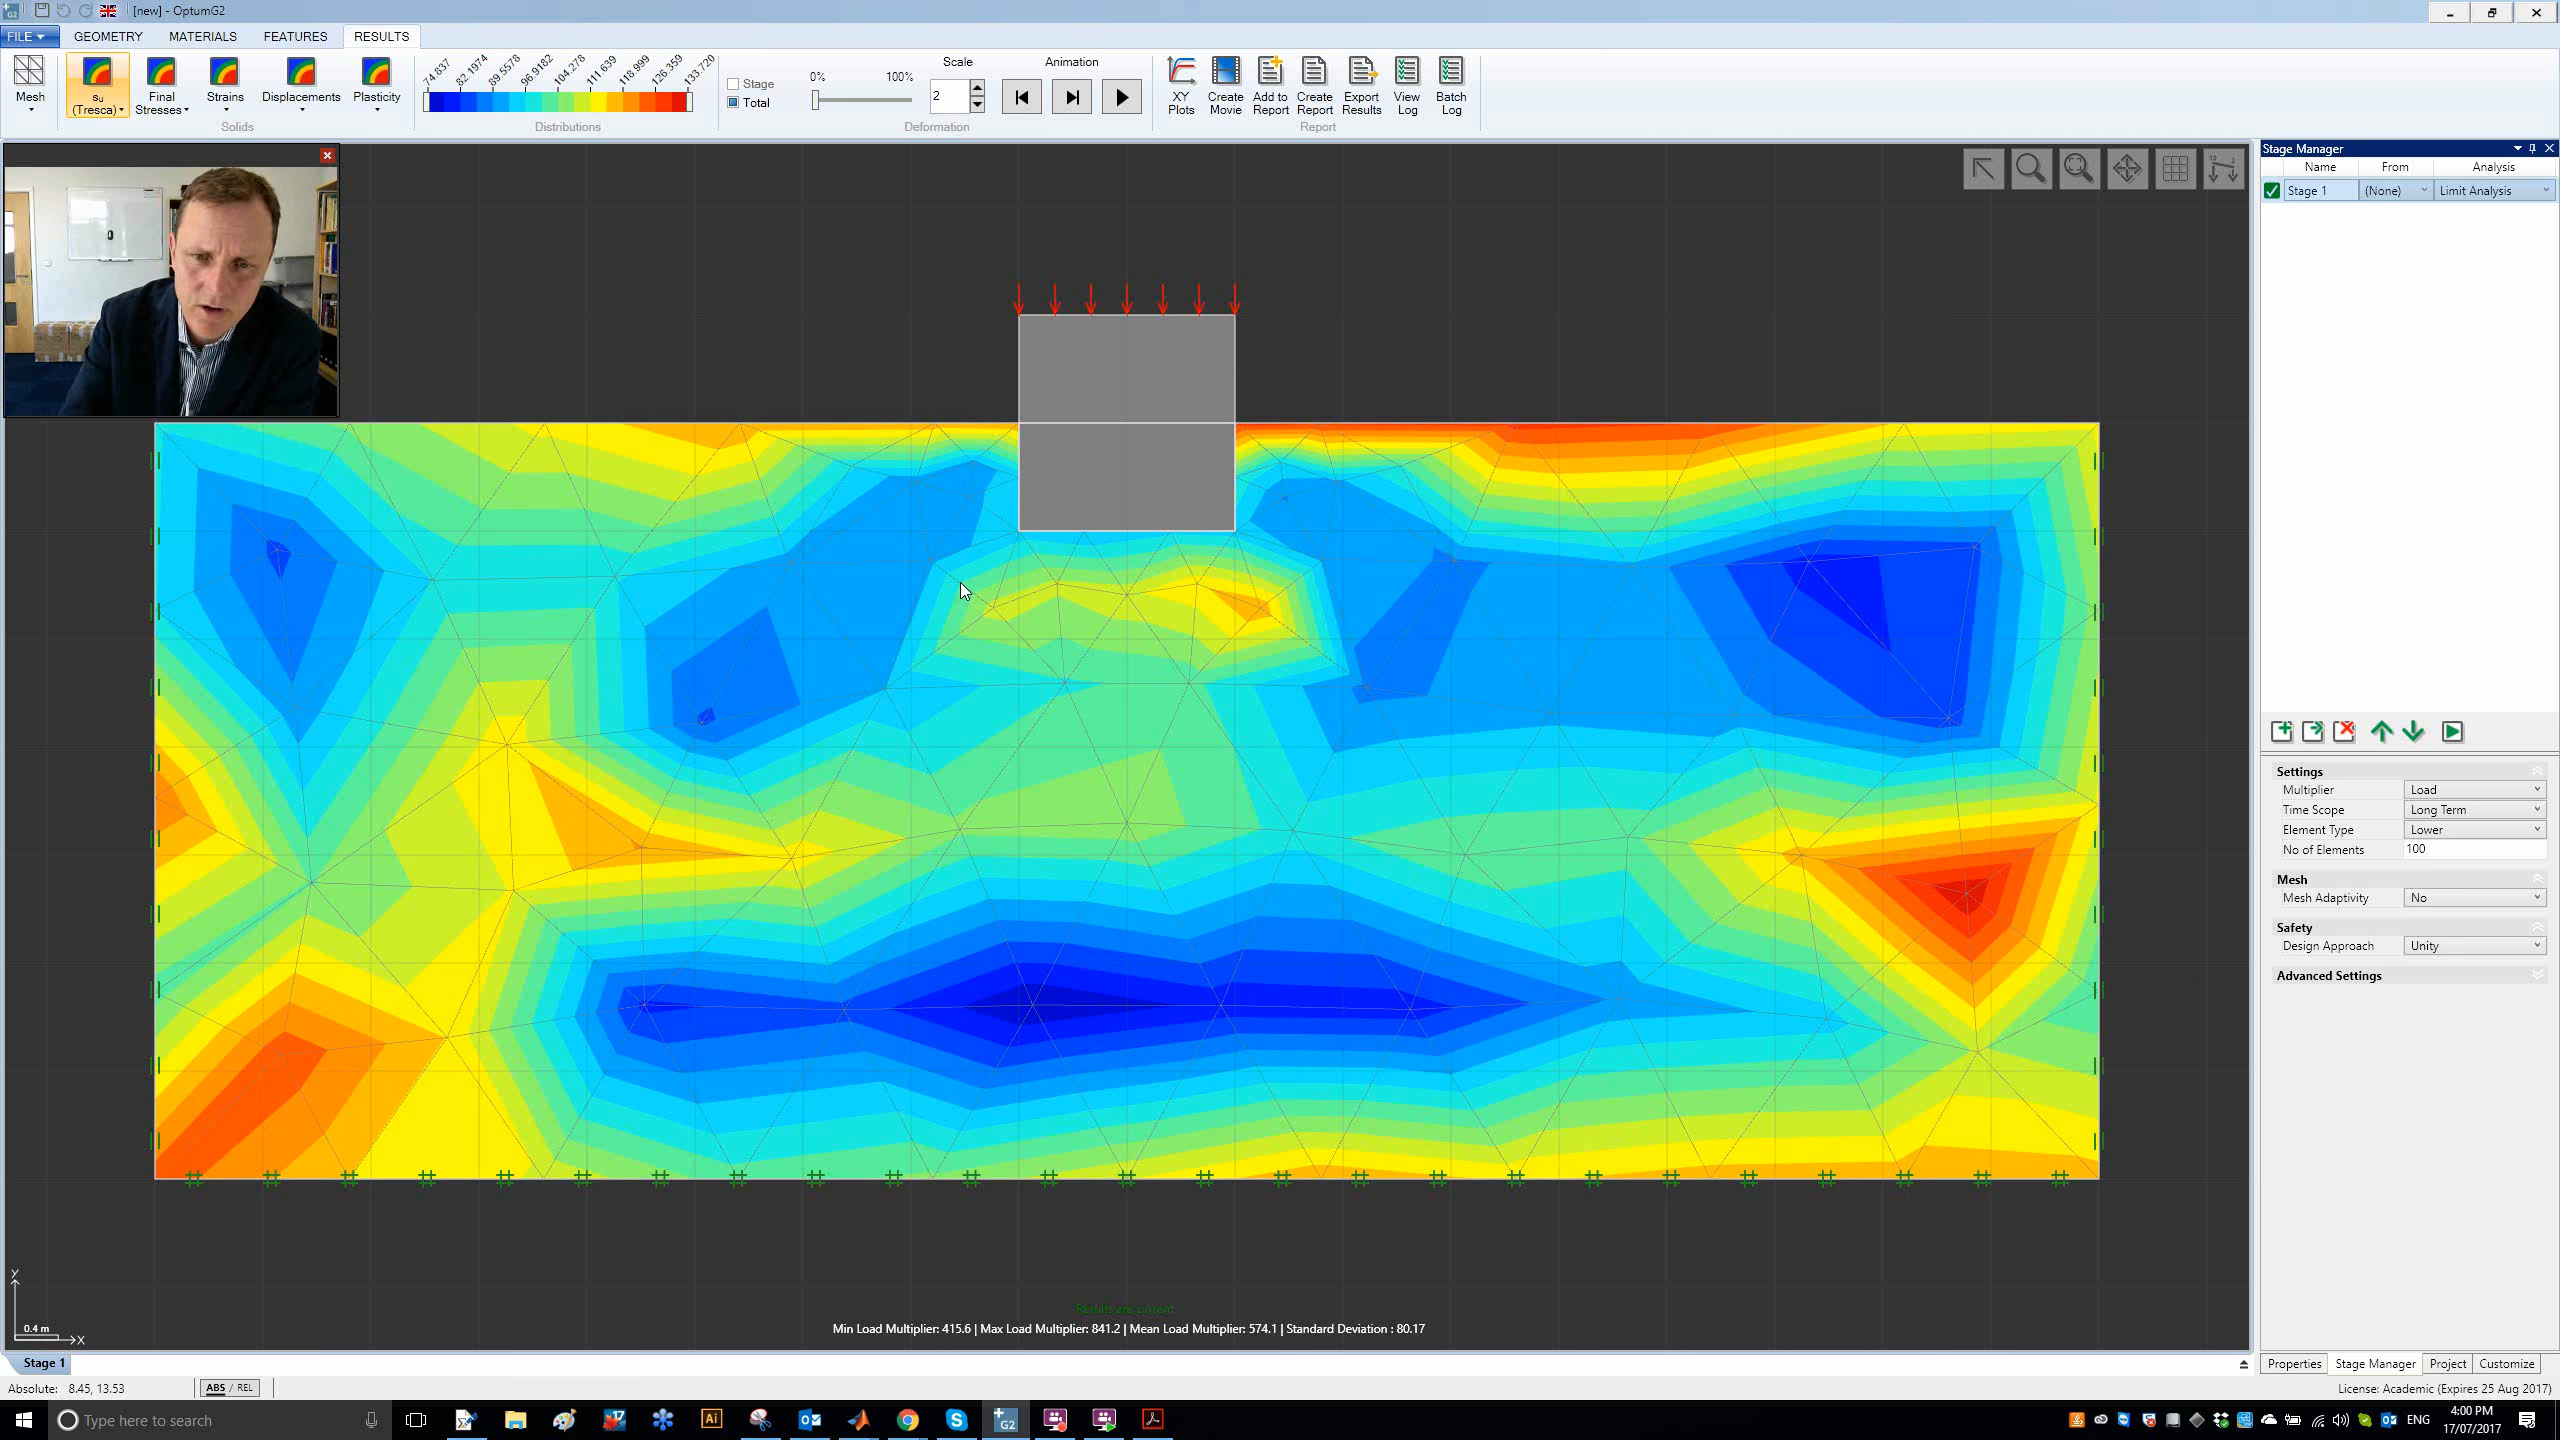 [new] - OptumG2
FILE GEOMETRY MATERIALS FEATURES RESULTS
74.837 82.1974 89.5578 96.9182 104.278 111.639 118.999 126.359 133.720
Mesh
su (Tresca)
Final Stresses
Strains
Displacements
Plasticity
Solids
Distributions
Stage
Total
0% 100%
Scale
2
Animation
Deformation
XY Plots
Create Movie
Add to Report
Create Report
Export Results
View Log
Batch Log
Report
Stage Manager
Name From Analysis
Stage 1 (None) Limit Analysis
Settings
Multiplier Load
Time Scope Long Term
Element Type Lower
No of Elements 100
Mesh
Mesh Adaptivity No
Safety
Design Approach Unity
Advanced Settings
Y
0.4 m
X
Results are current
Min Load Multiplier: 415.6 | Max Load Multiplier: 841.2 | Mean Load Multiplier: 574.1 | Standard Deviation : 80.17
Stage 1
Properties Stage Manager Project Customize
Absolute: 8.45, 13.53 ABS / REL
License: Academic (Expires 25 Aug 2017)
Type here to search
Ai
G2
ENG
4:00 PM
17/07/2017